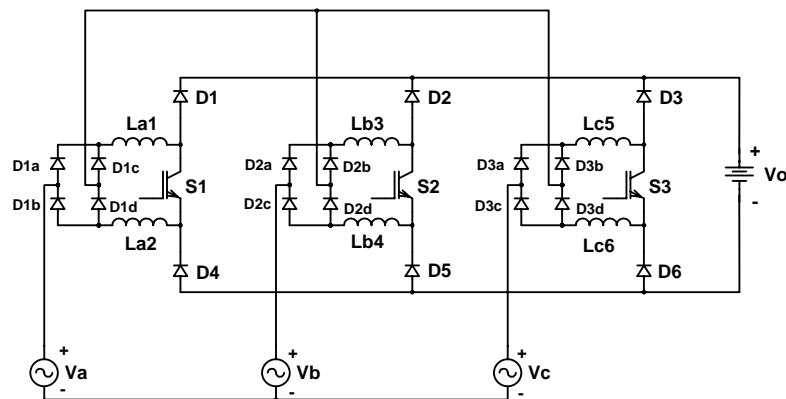 D1
D2
D3
La1
Lb3
Lc5
+
D1a
D1c
D2a
D2b
D3a
D3b
S1
S2
S3
Vo
D1b
D1d
D2c
D2d
D3c
D3d
-
La2
Lb4
Lc6
D4
D5
D6
+
+
+
Va
Vb
Vc
-
-
-